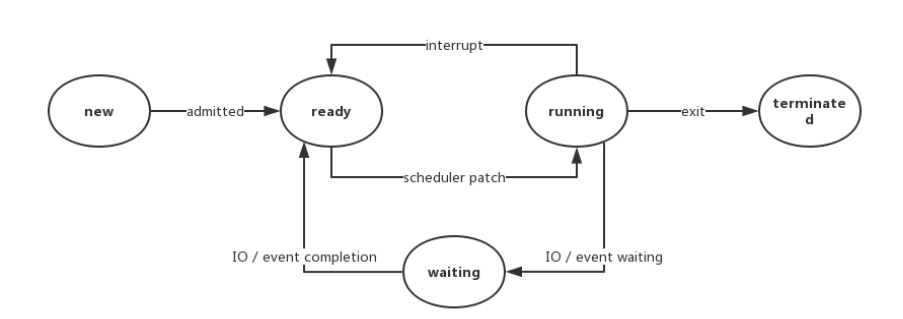 interrupt
new
admitted
ready
running
exit
terminate
d
scheduler patch
IO / event completion
IO / event waiting
waiting